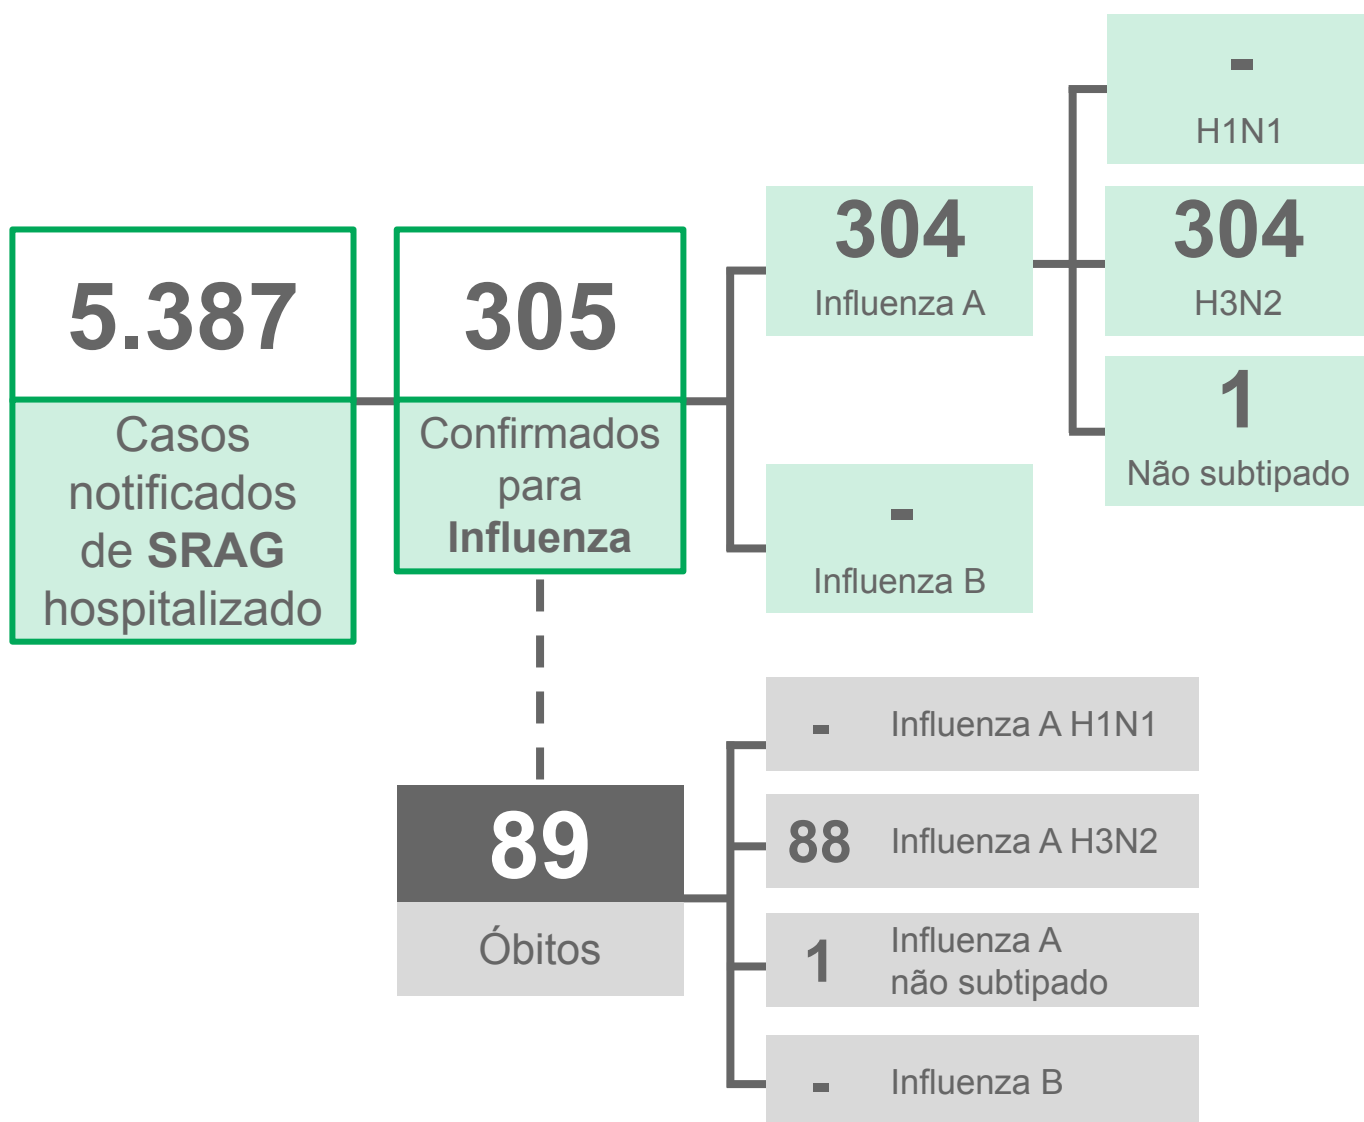 5.387
Casos
notificados
de SRAG
hospitalizado
305
Confirmados
para
Influenza
304
Influenza A
-
Influenza B
-
H1N1
304
H3N2
1
Não subtipado
89
Óbitos
- Influenza A H1N1
88 Influenza A H3N2
1 Influenza A
não subtipado
- Influenza B